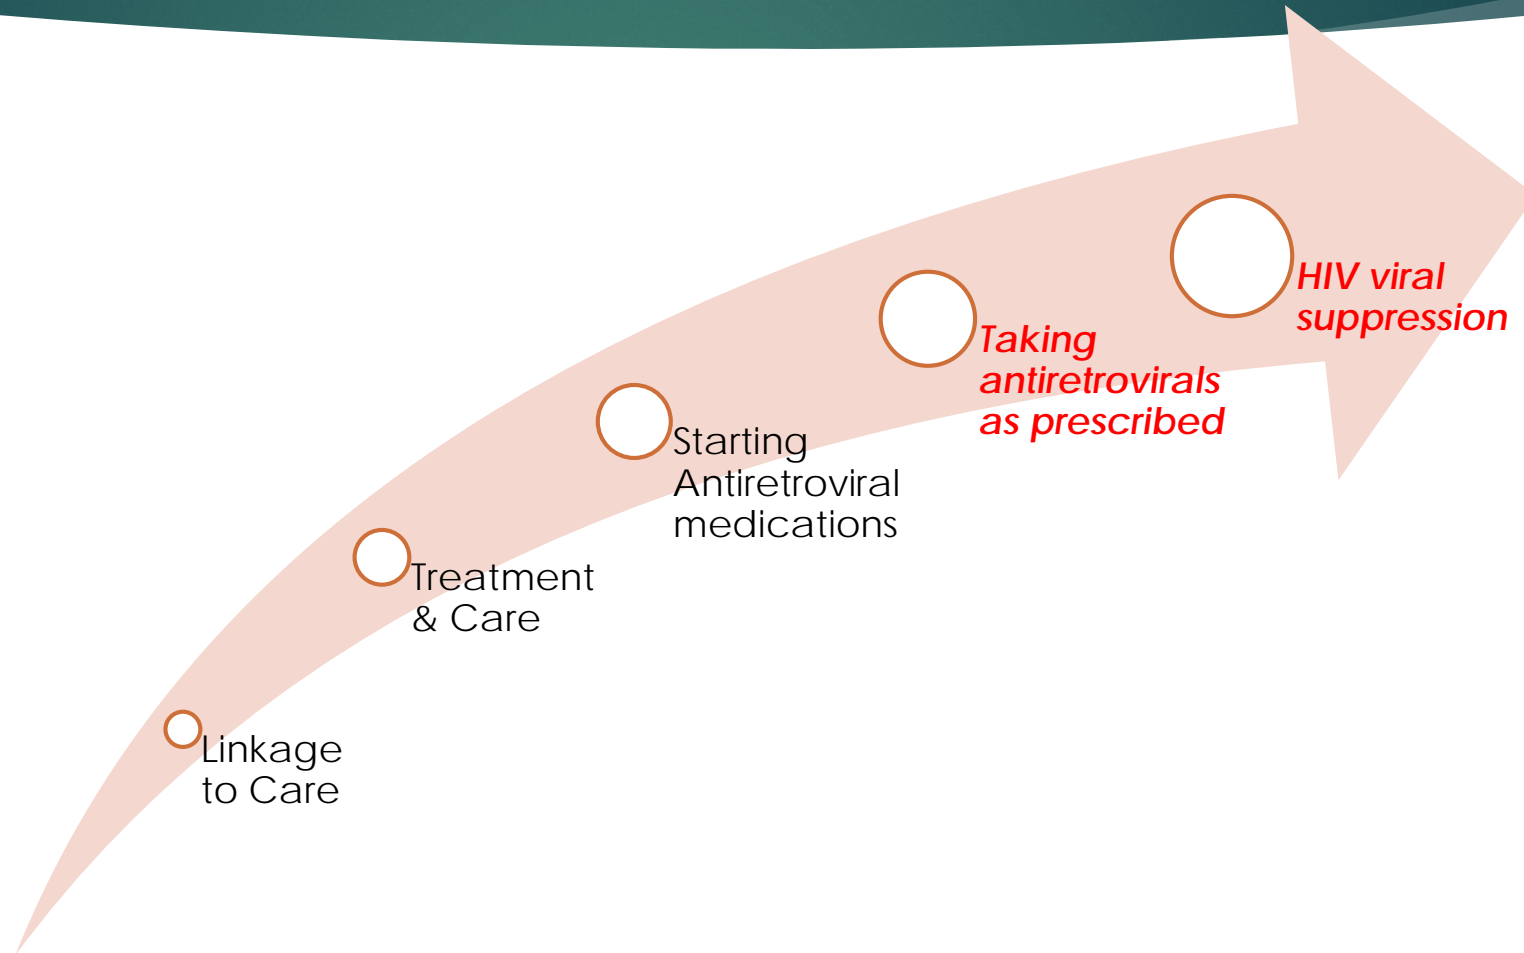 Linkage
to Care
Treatment
& Care
Starting
Antiretroviral
medications
Taking
antiretrovirals
as prescribed
HIV viral
suppression